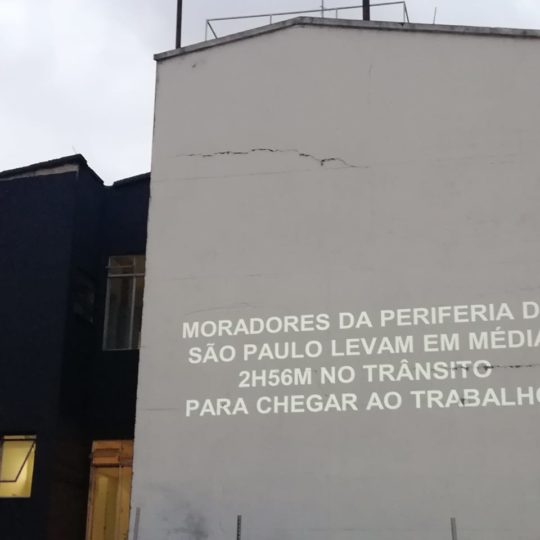 MORADORES DA PERIFERIA D
SÃO PAULO LEVAM EM MÉDIA
2H56M NO TRÂNSITO
PARA CHEGAR AO TRABALHO